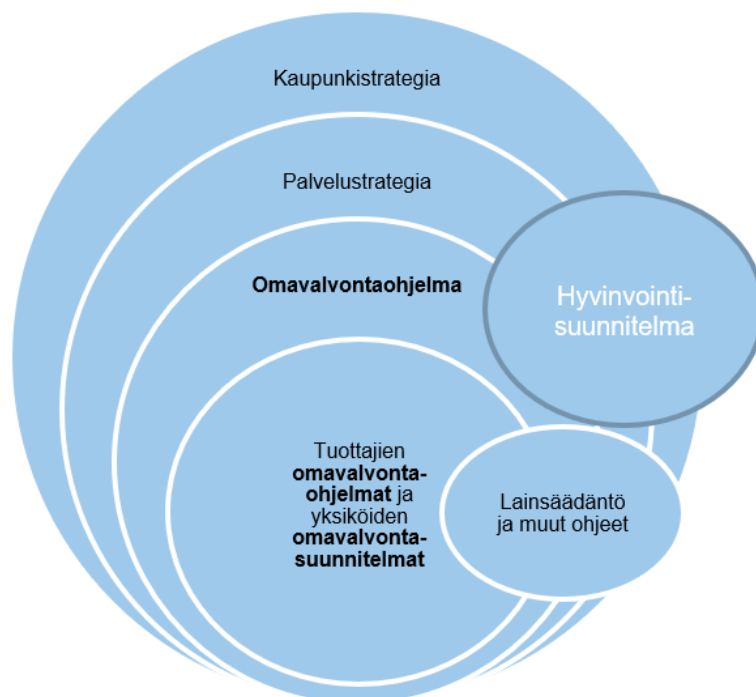 Kaupunkistrategia
Palvelustrategia
Omavalvontaohjelma
Hyvinvointi-
suunnitelma
Tuottajien
omavalvonta-
ohjelmat ja
yksiköiden
omavalvonta-
suunnitelmat
Lainsäädäntö
ja muut ohjeet